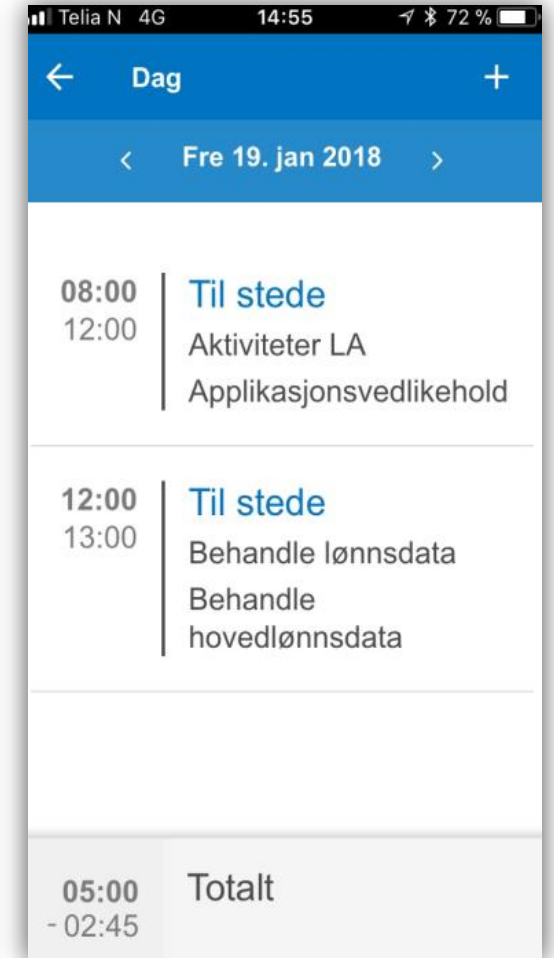 Telia N 4G 14:55 72 %
Dag +
< Fre 19. jan 2018 >
08:00 Til stede
12:00 Aktiviteter LA
Applikasjonsvedlikehold
12:00 Til stede
13:00 Behandle lønnsdata
Behandle
hovedlønnsdata
05:00 Totalt
- 02:45